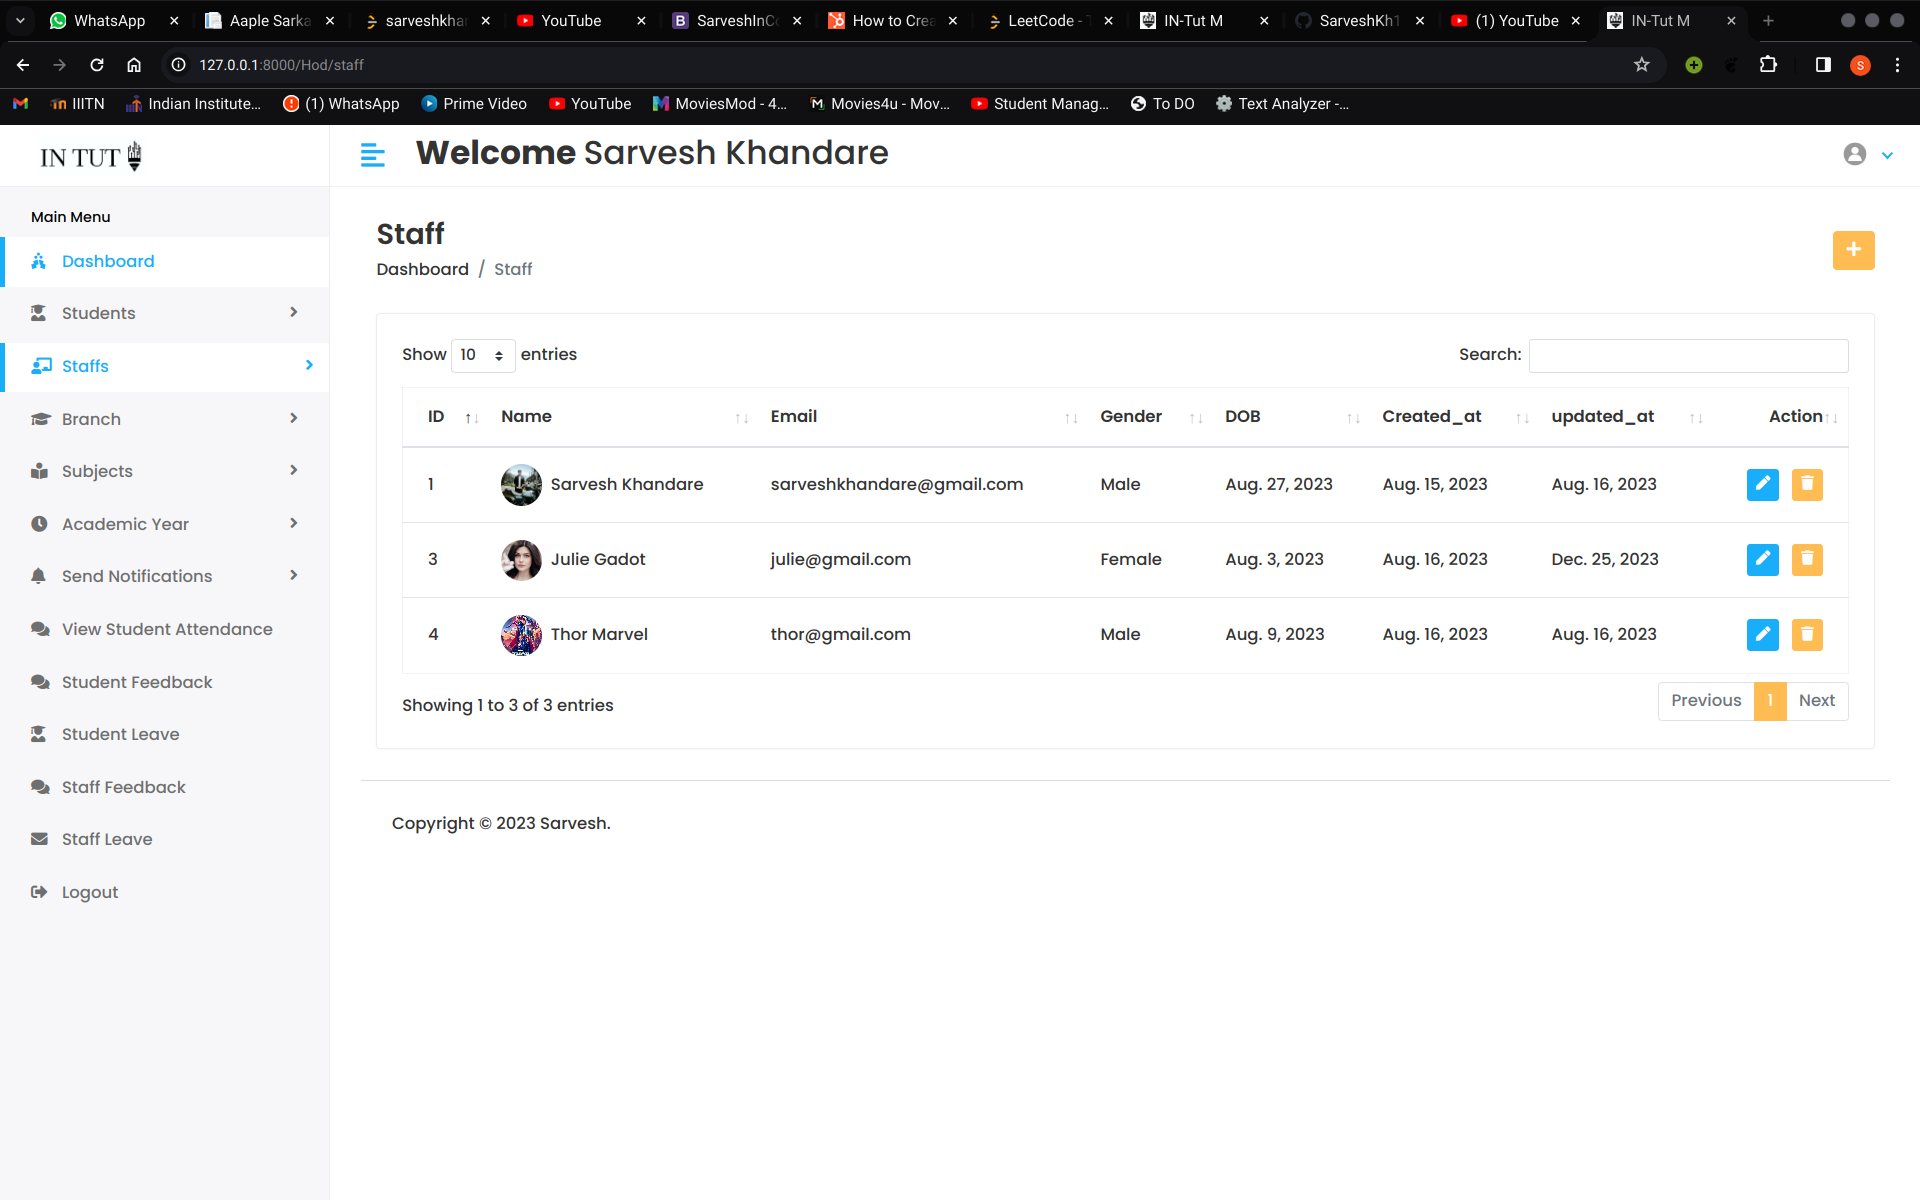 WhatsApp
Aaple Sarka
sarveshkhan
YouTube
SarveshInCo
How to Crea
LeetCode - T
IN-Tut M
SarveshKh1
(1) YouTube
IN-Tut M
127.0.0.1:8000/Hod/staff
S
IIITN
Indian Institute...
(1) WhatsApp
Prime Video
YouTube
MoviesMod - 4...
Movies4u - Mov...
Student Manag...
To DO
Text Analyzer -...
IN TUT
Welcome Sarvesh Khandare
Main Menu
Dashboard
Students
Staffs
Branch
Subjects
Academic Year
Send Notifications
View Student Attendance
Student Feedback
Student Leave
Staff Feedback
Staff Leave
Logout
Staff
Dashboard / Staff
Show 10 entries
Search:
ID Name Email Gender DOB Created_at updated_at Action
1 Sarvesh Khandare sarveshkhandare@gmail.com Male Aug. 27, 2023 Aug. 15, 2023 Aug. 16, 2023
3 Julie Gadot julie@gmail.com Female Aug. 3, 2023 Aug. 16, 2023 Dec. 25, 2023
4 Thor Marvel thor@gmail.com Male Aug. 9, 2023 Aug. 16, 2023 Aug. 16, 2023
Showing 1 to 3 of 3 entries
Previous 1 Next
Copyright © 2023 Sarvesh.